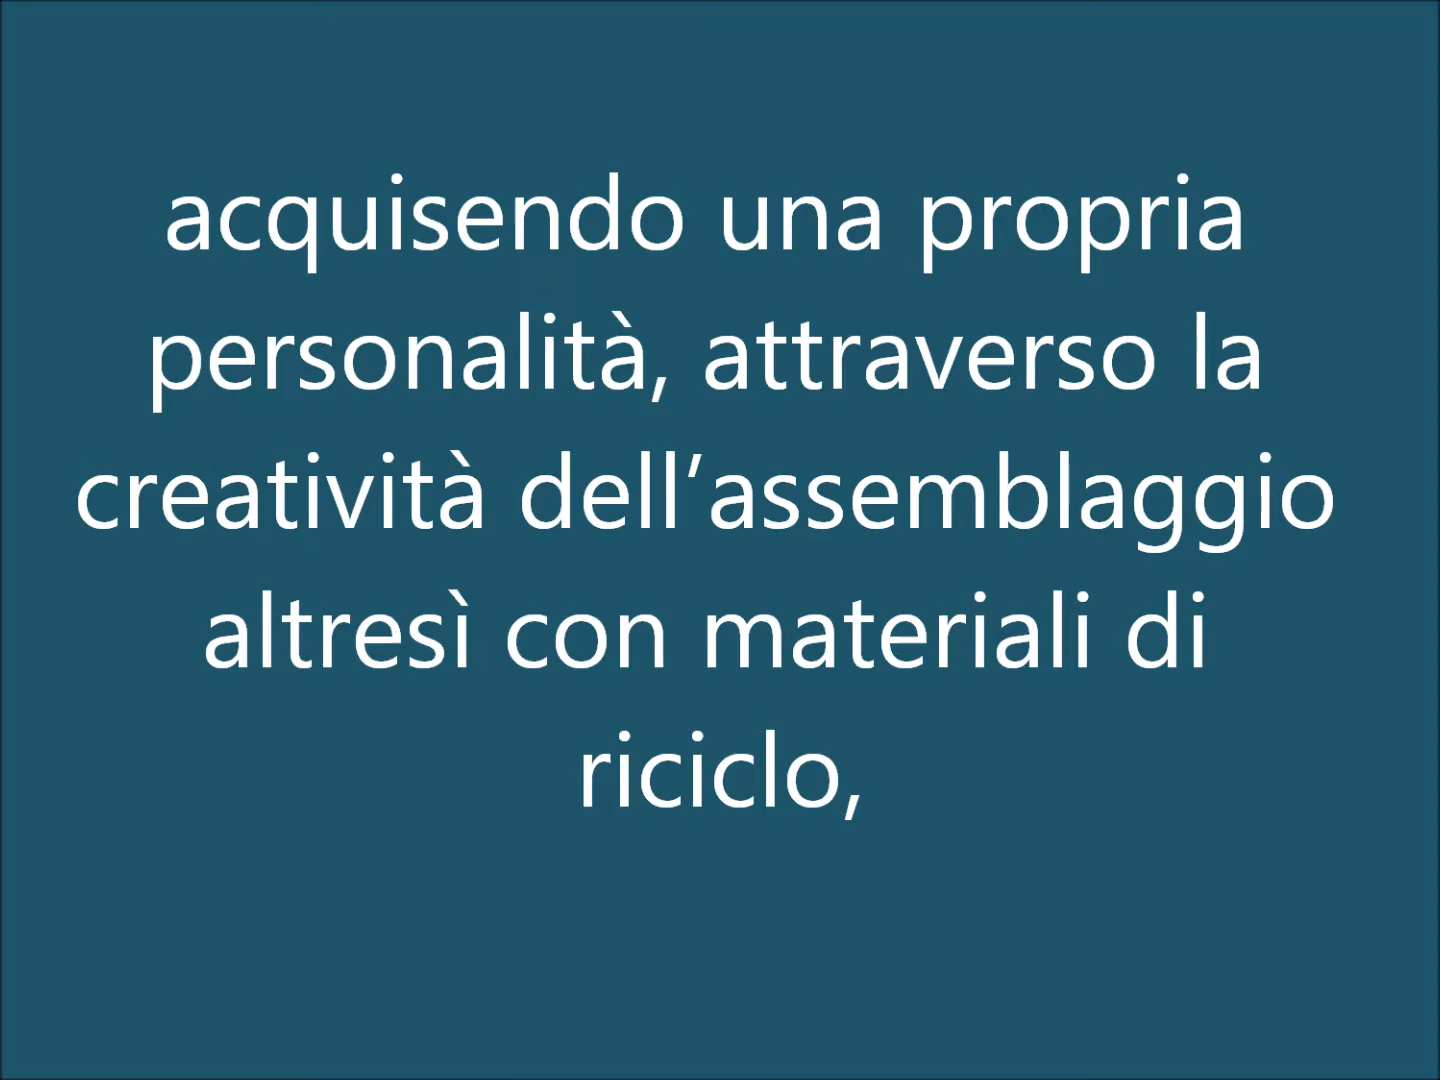 acquisendo una propria
personalità, attraverso la
creatività dell’assemblaggio
altresì con materiali di
riciclo,